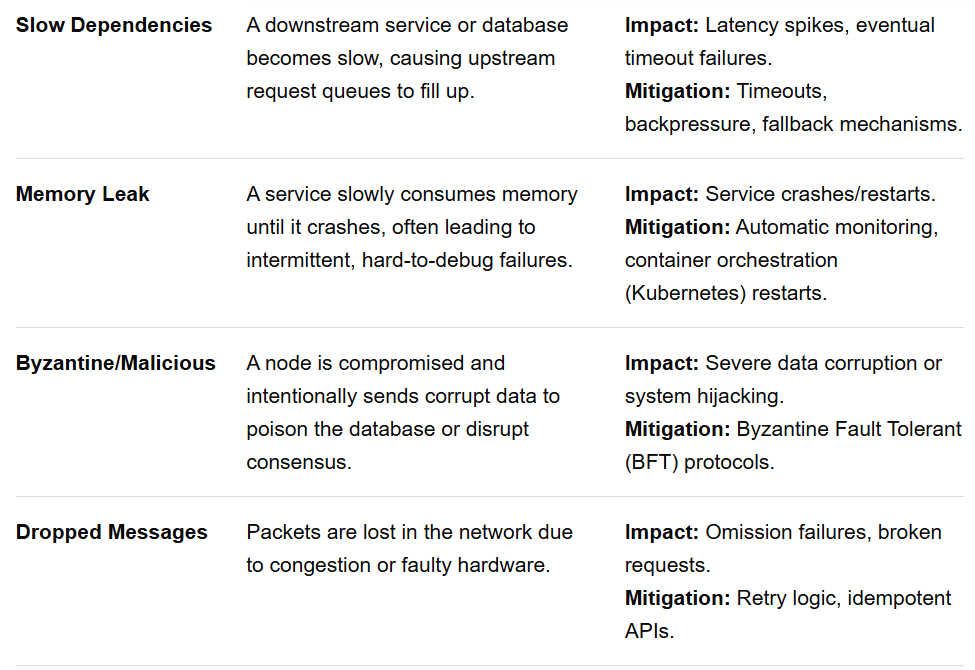 Slow Dependencies
A downstream service or database
becomes slow, causing upstream
request queues to fill up.
Impact: Latency spikes, eventual
timeout failures.
Mitigation: Timeouts,
backpressure, fallback mechanisms.
Memory Leak
A service slowly consumes memory
until it crashes, often leading to
intermittent, hard-to-debug failures.
Impact: Service crashes/restarts.
Mitigation: Automatic monitoring,
container orchestration
(Kubernetes) restarts.
Byzantine/Malicious
A node is compromised and
intentionally sends corrupt data to
poison the database or disrupt
consensus.
Impact: Severe data corruption or
system hijacking.
Mitigation: Byzantine Fault Tolerant
(BFT) protocols.
Dropped Messages
Packets are lost in the network due
to congestion or faulty hardware.
Impact: Omission failures, broken
requests.
Mitigation: Retry logic, idempotent
APIs.